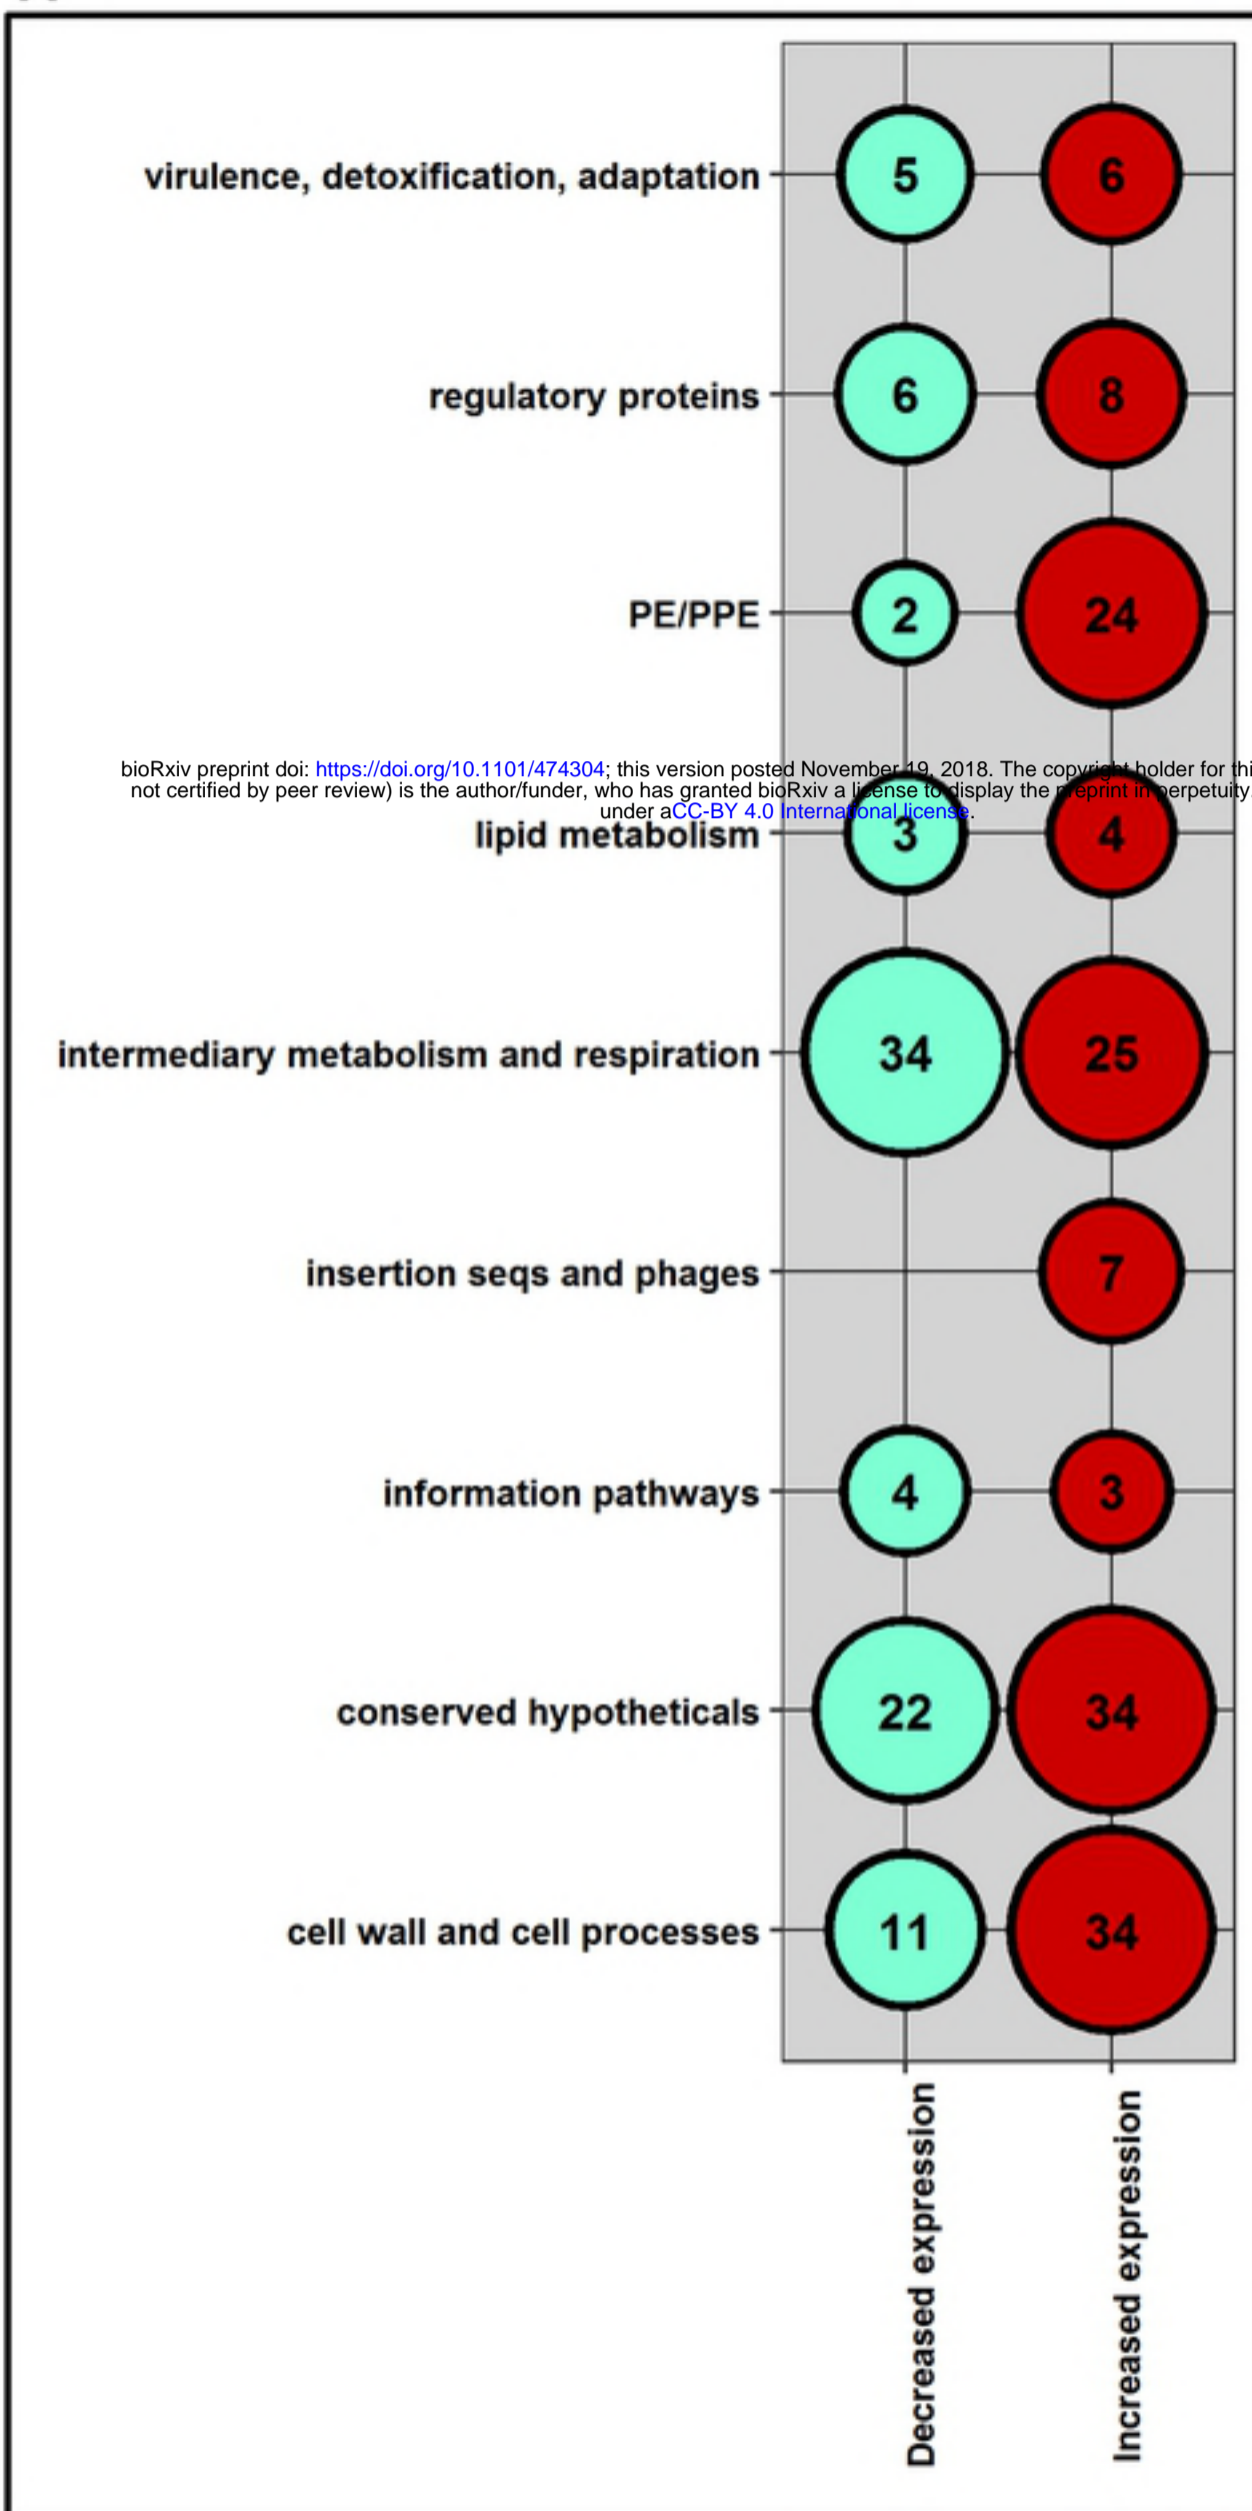 virulence, detoxification, adaptation 5 6
regulatory proteins 6 8
PE/PPE 2 24
bioRxiv preprint doi: https://doi.org/10.1101/474304; this version posted November 19, 2018. The copyright holder for thi
not certified by peer review) is the author/funder, who has granted bioRxiv a license to display the preprint in perpetuity.
under aCC-BY 4.0 International license.
lipid metabolism 3 4
intermediary metabolism and respiration 34 25
insertion seqs and phages 7
information pathways 4 3
conserved hypotheticals 22 34
cell wall and cell processes 11 34
Decreased expression
Increased expression